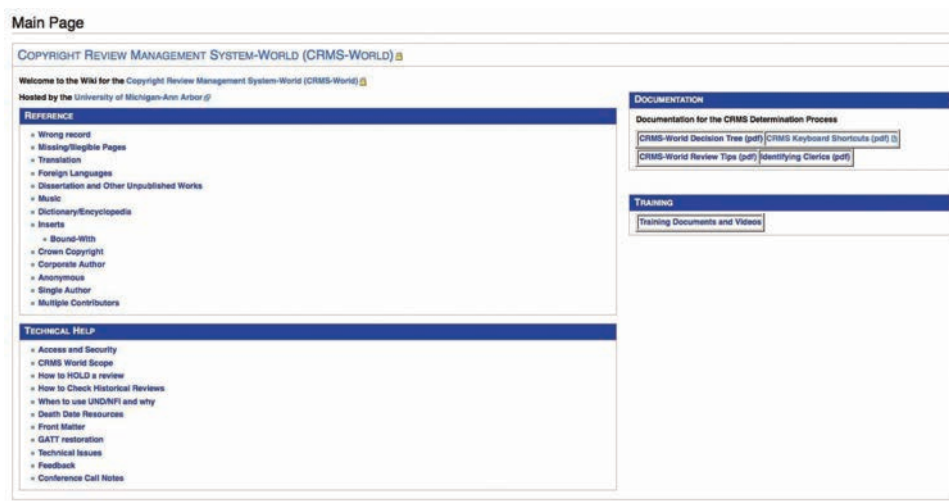 Main Page
COPYRIGHT REVIEW MANAGEMENT SYSTEM-WORLD (CRMS-WORLD)
Welcome to the Wiki for the Copyright Review Management System-World (CRMS-World)
Hosted by the University of Michigan-Ann Arbor
REFERENCE
Wrong record
Missing/Illegible Pages
Translation
Foreign Languages
Dissertation and Other Unpublished Works
Music
Dictionary/Encyclopedia
Inserts
Bound-With
Crown Copyright
Corporate Author
Anonymous
Single Author
Multiple Contributors
TECHNICAL HELP
Access and Security
CRMS World Scope
How to HOLD a review
How to Check Historical Reviews
When to use UND/NFI and why
Death Date Resources
Front Matter
GATT restoration
Technical Issues
Feedback
Conference Call Notes
DOCUMENTATION
Documentation for the CRMS Determination Process
CRMS-World Decision Tree (pdf) CRMS Keyboard Shortcuts (pdf)
CRMS-World Review Tips (pdf) Identifying Clerics (pdf)
TRAINING
Training Documents and Videos